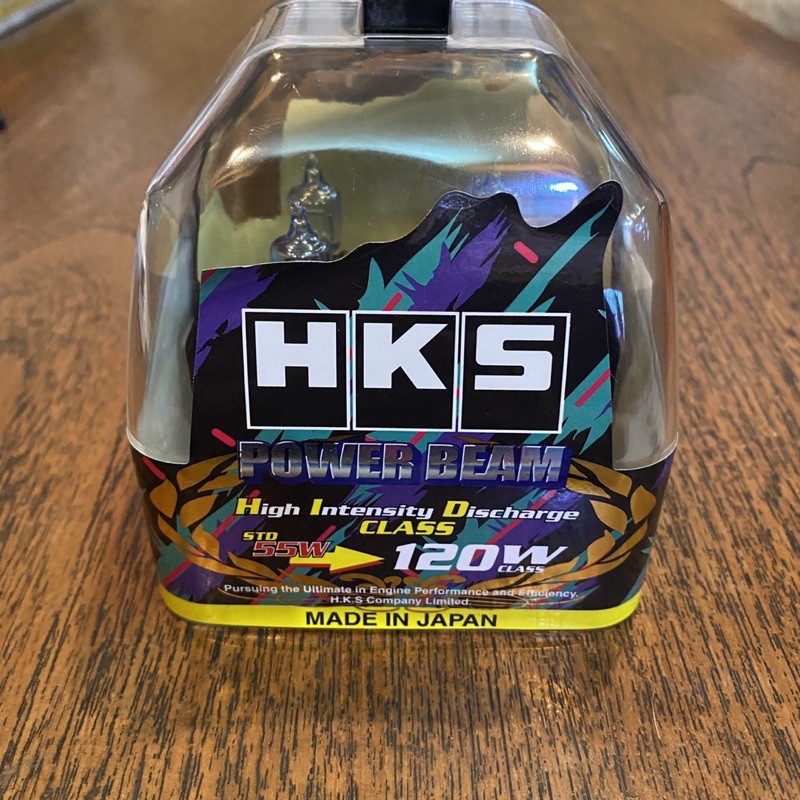 HKS
POWER BEAM
High Intensity Discharge
CLASS
STD
55W 120W
CLASS
Pursuing the Ultimate in Engine Performance and Efficiency.
H.K.S Company Limited.
MADE IN JAPAN